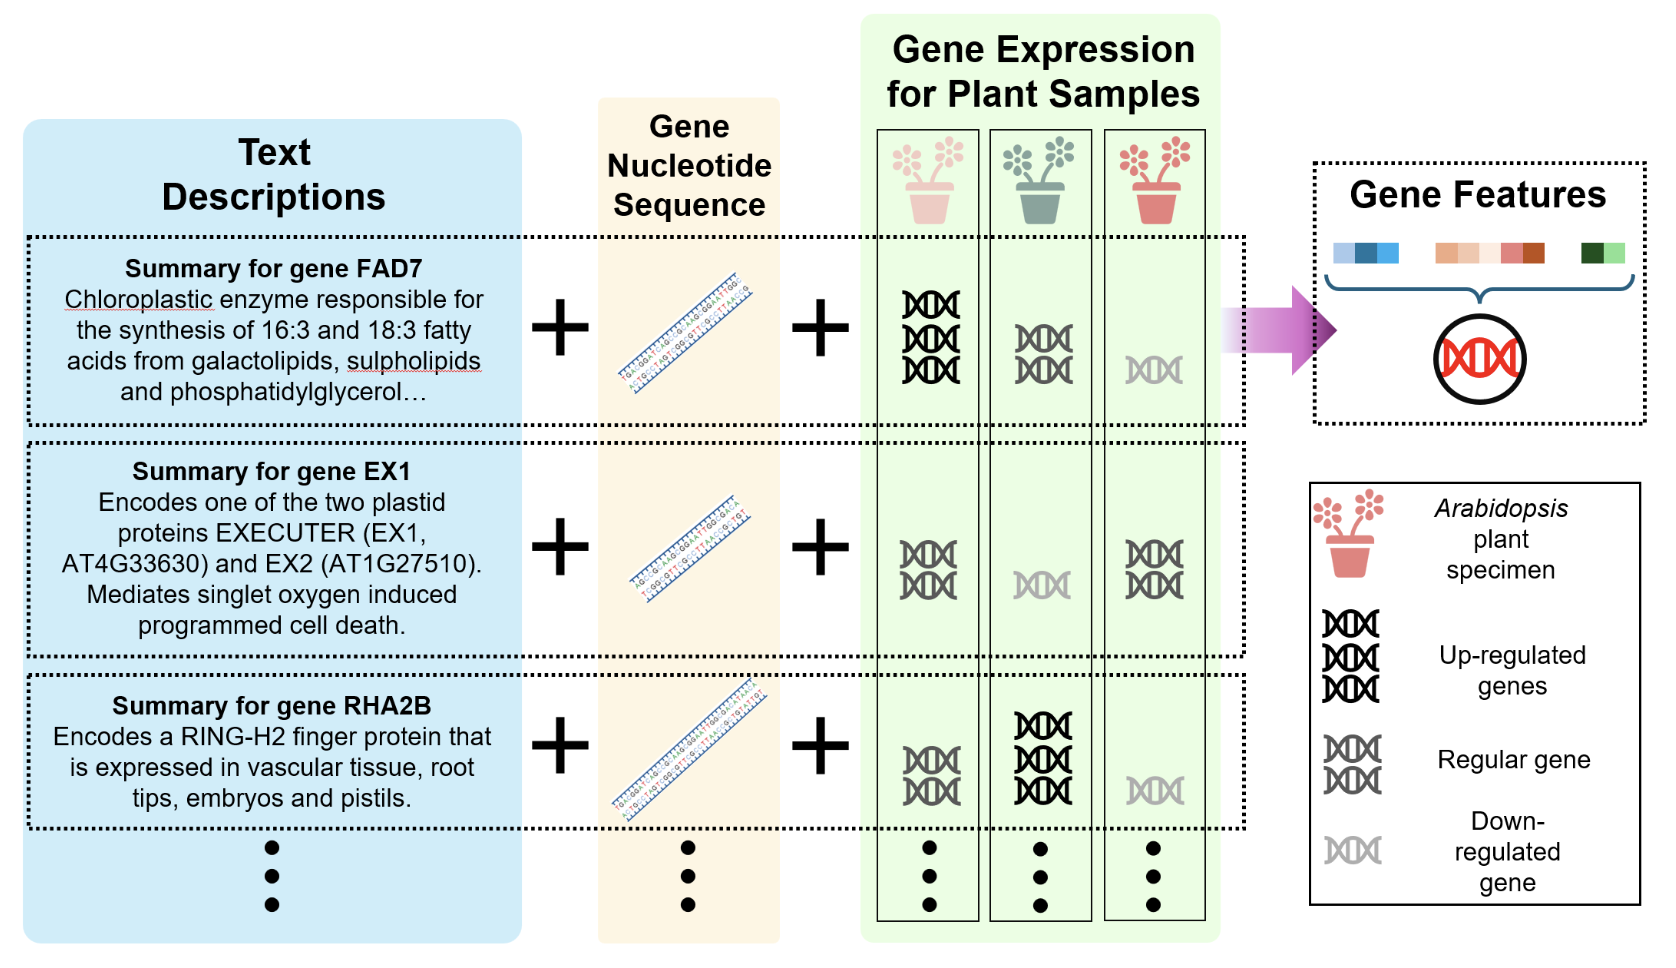 Text
Descriptions
Gene
Nucleotide
Sequence
Gene Expression
for Plant Samples
Summary for gene FAD7
Chloroplastic enzyme responsible for
the synthesis of 16:3 and 18:3 fatty
acids from galactolipids, sulpholipids
and phosphatidylglycerol…
Summary for gene EX1
Encodes one of the two plastid
proteins EXECUTER (EX1,
AT4G33630) and EX2 (AT1G27510).
Mediates singlet oxygen induced
programmed cell death.
Summary for gene RHA2B
Encodes a RING-H2 finger protein that
is expressed in vascular tissue, root
tips, embryos and pistils.
Gene Features
Arabidopsis
plant
specimen
Up-regulated
genes
Regular gene
Down-
regulated
gene